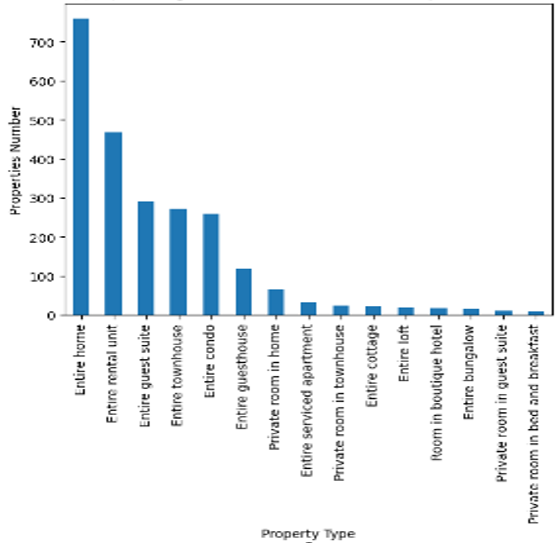 Properties Number
700
600
500
400
300
200
100
0
Entire home
Entire rental unit
Entire guest suite
Entire townhouse
Entire condo
Entire guesthouse
Private room in home
Entire serviced apartment
Private room in townhouse
Entire cottage
Entire loft
Room in boutique hotel
Entire bungalow
Private room in guest suite
Private room in bed and breakfast
Property Type